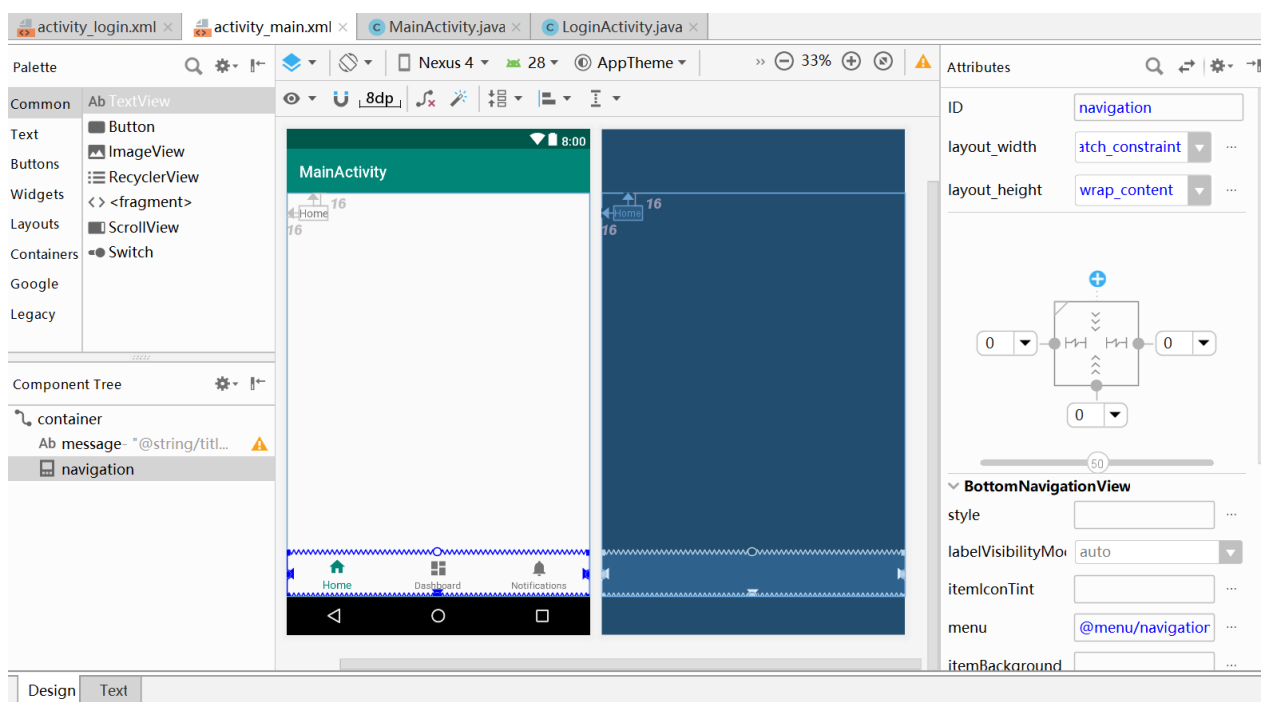 activity_login.xml activity_main.xml MainActivity.java LoginActivity.java
Palette
Common
Text
Buttons
Widgets
Layouts
Containers
Google
Legacy
Ab TextView
Button
ImageView
RecyclerView
<fragment>
ScrollView
Switch
Component Tree
container
Ab message- "@string/titl...
navigation
Nexus 4 28 AppTheme » 33%
8dp
8:00
MainActivity
Home 16
16
Home Dashboard Notifications
Home 16
16
Attributes
ID navigation
layout_width atch_constraint ...
layout_height wrap_content ...
0 0
0
50
BottomNavigationView
style ...
labelVisibilityMo auto
itemIconTint ...
menu @menu/navigation ...
itemBackground ...
Design Text